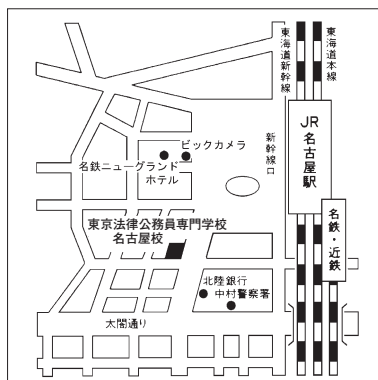 東海道新幹線
東海道本線
JR名古屋駅
新幹線口
ビックカメラ
名鉄ニューグランド
ホテル
名鉄・近鉄
東京法律公務員専門学校
名古屋校
北陸銀行
中村警察署
太閤通り